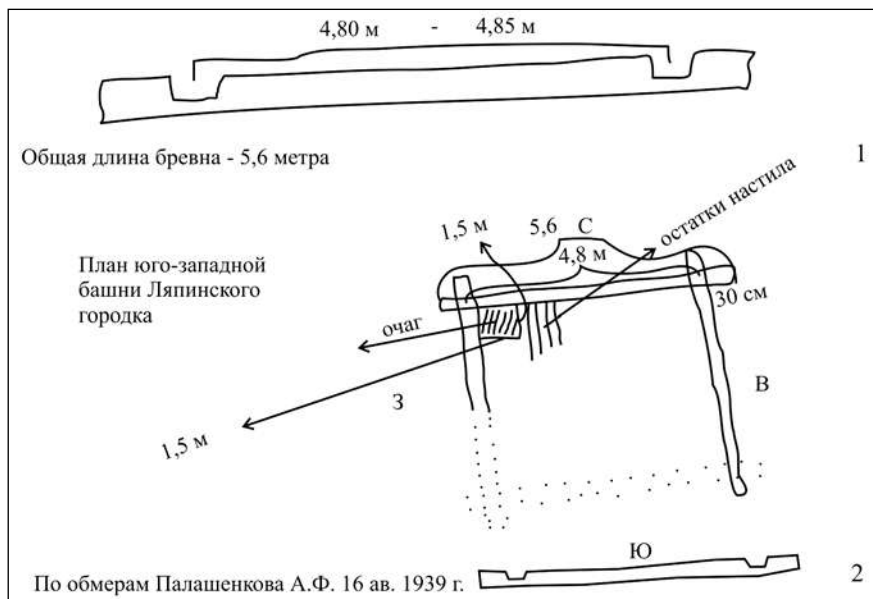 4,80 м - 4,85 м
Общая длина бревна - 5,6 метра
1
План юго-западной
башни Ляпинского
городка
1,5 м
5,6
С
остатки настила
4,8 м
30 см
очаг
З
В
1,5 м
Ю
По обмерам Палашенкова А.Ф. 16 ав. 1939 г.
2